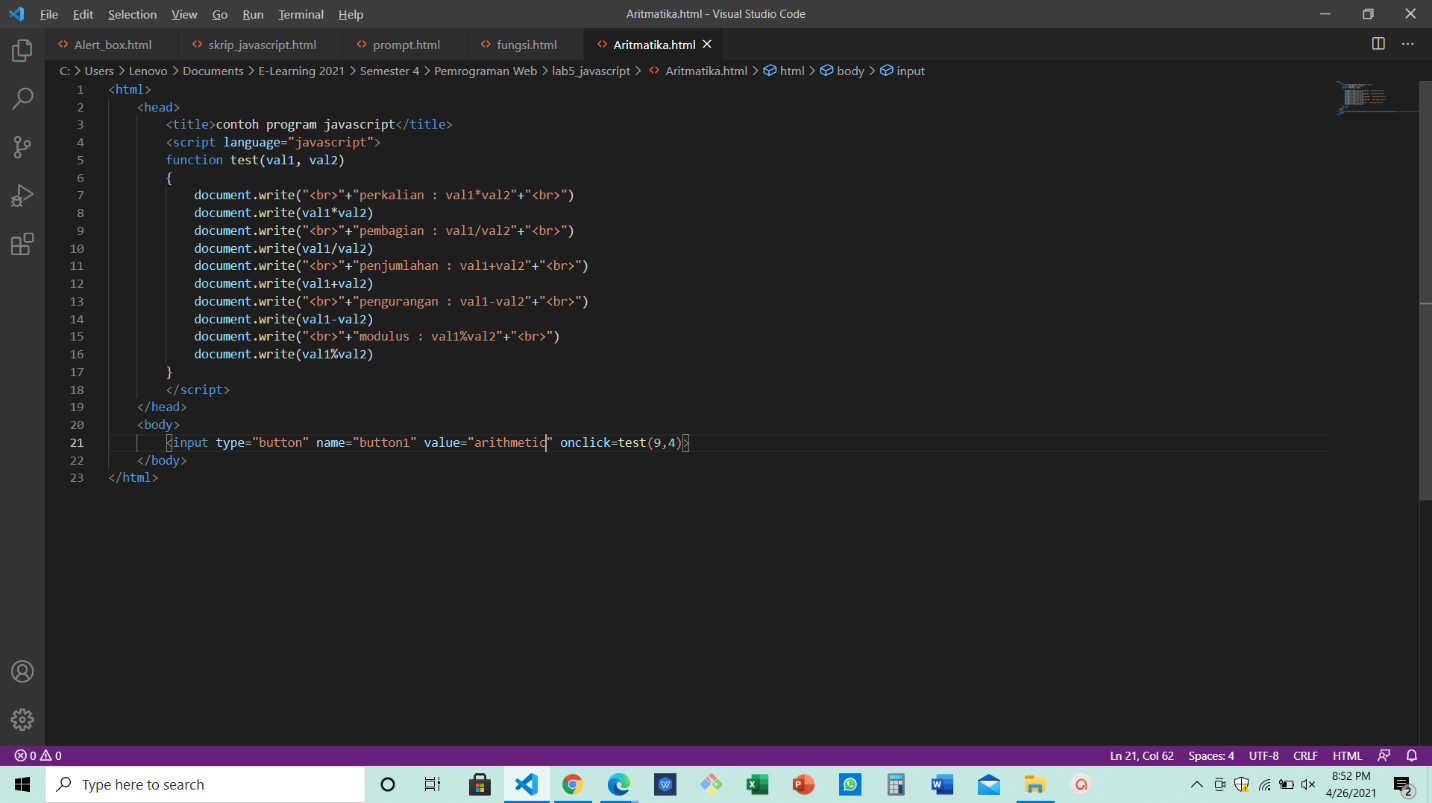 File Edit Selection View Go Run Terminal Help
Aritmatika.html - Visual Studio Code
Alert_box.html skrip_javascript.html prompt.html fungsi.html Aritmatika.html
C: > Users > Lenovo > Documents > E-Learning 2021 > Semester 4 > Pemrograman Web > lab5_javascript > Aritmatika.html > html > body > input
1 <html>
2 <head>
3 <title>contoh program javascript</title>
4 <script language="javascript">
5 function test(val1, val2)
6 {
7 document.write("<br>"+"perkalian : val1*val2"+"<br>")
8 document.write(val1*val2)
9 document.write("<br>"+"pembagian : val1/val2"+"<br>")
10 document.write(val1/val2)
11 document.write("<br>"+"penjumlahan : val1+val2"+"<br>")
12 document.write(val1+val2)
13 document.write("<br>"+"pengurangan : val1-val2"+"<br>")
14 document.write(val1-val2)
15 document.write("<br>"+"modulus : val1%val2"+"<br>")
16 document.write(val1%val2)
17 }
18 </script>
19 </head>
20 <body>
21 <input type="button" name="button1" value="arithmetic" onclick=test(9,4)>
22 </body>
23 </html>
0 0
Ln 21, Col 62 Spaces: 4 UTF-8 CRLF HTML
Type here to search
8:52 PM
4/26/2021
2